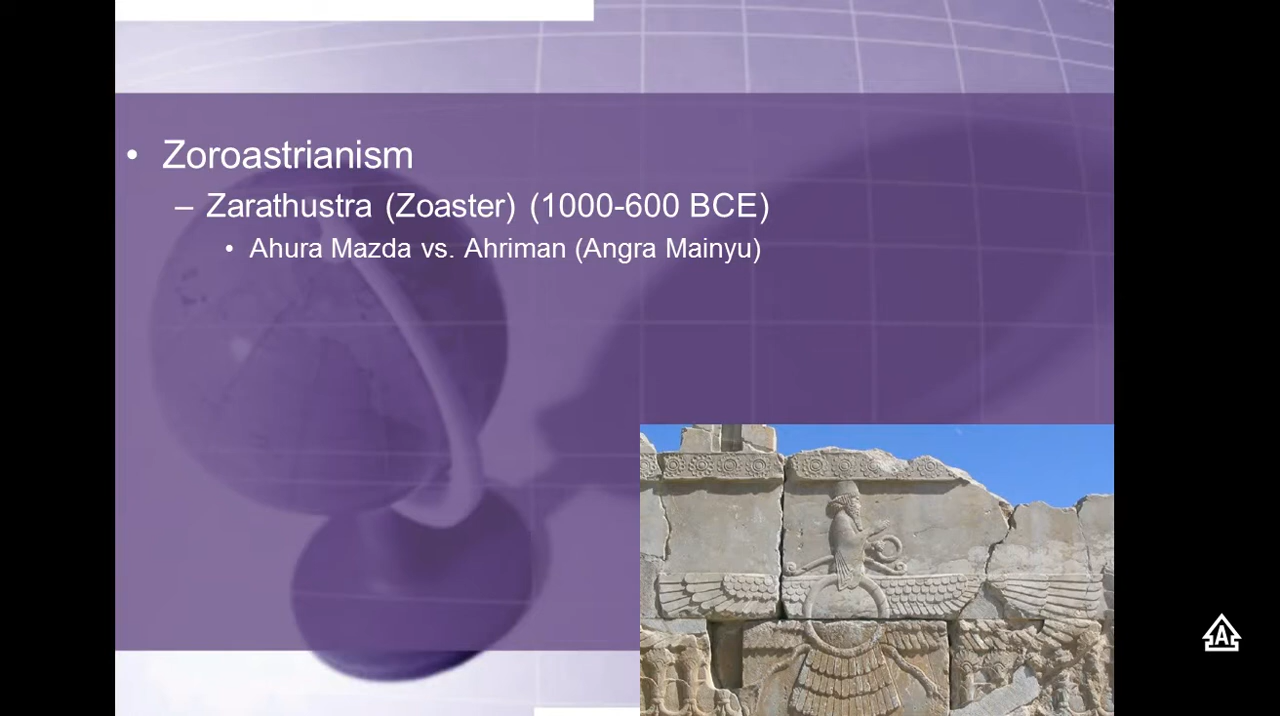 • Zoroastrianism
– Zarathustra (Zoaster) (1000-600 BCE)
• Ahura Mazda vs. Ahriman (Angra Mainyu)
A